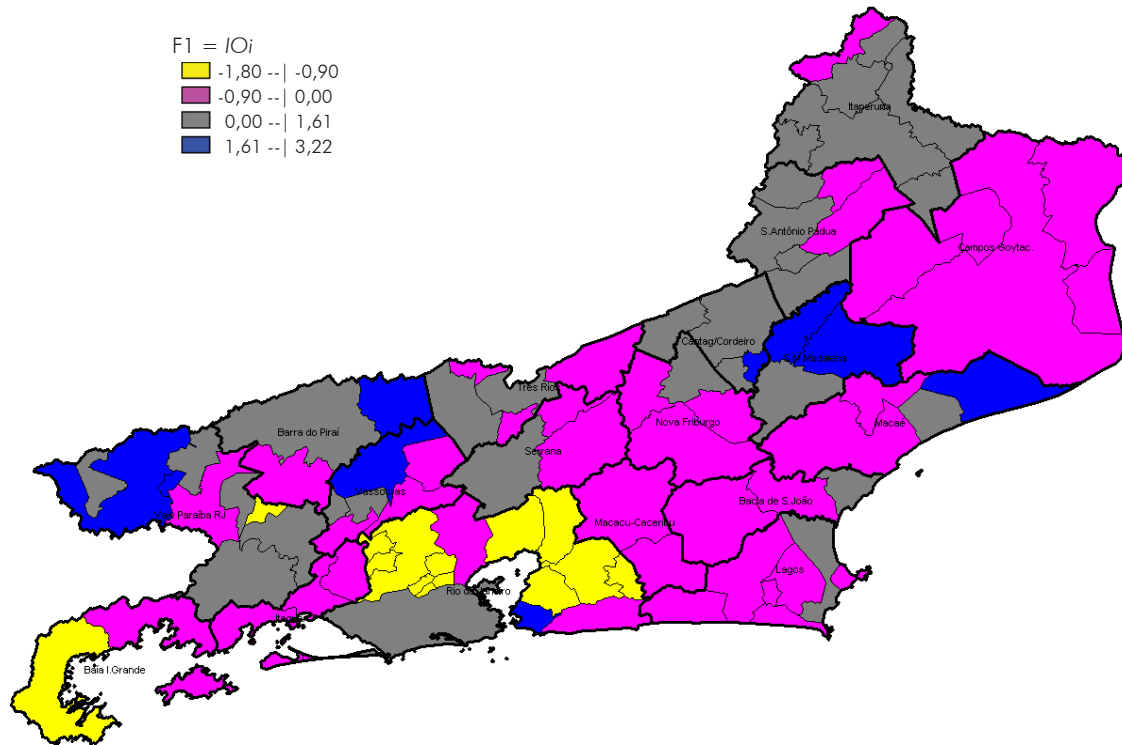 F1 = IOi
-1,80 --| -0,90
-0,90 --| 0,00
0,00 --| 1,61
1,61 --| 3,22
Itaperuna
S.Antônio Padua
Campos Goytac.
Cantag/Cordeiro
S.M.Madalena
Três Rios
Nova Friburgo
Macaé
Barra do Piraí
Serrana
Vassouras
Bacia de S.João
Vale Paraíba RJ
Macacu-Caceribu
Lagos
Rio de Janeiro
Baía I.Grande